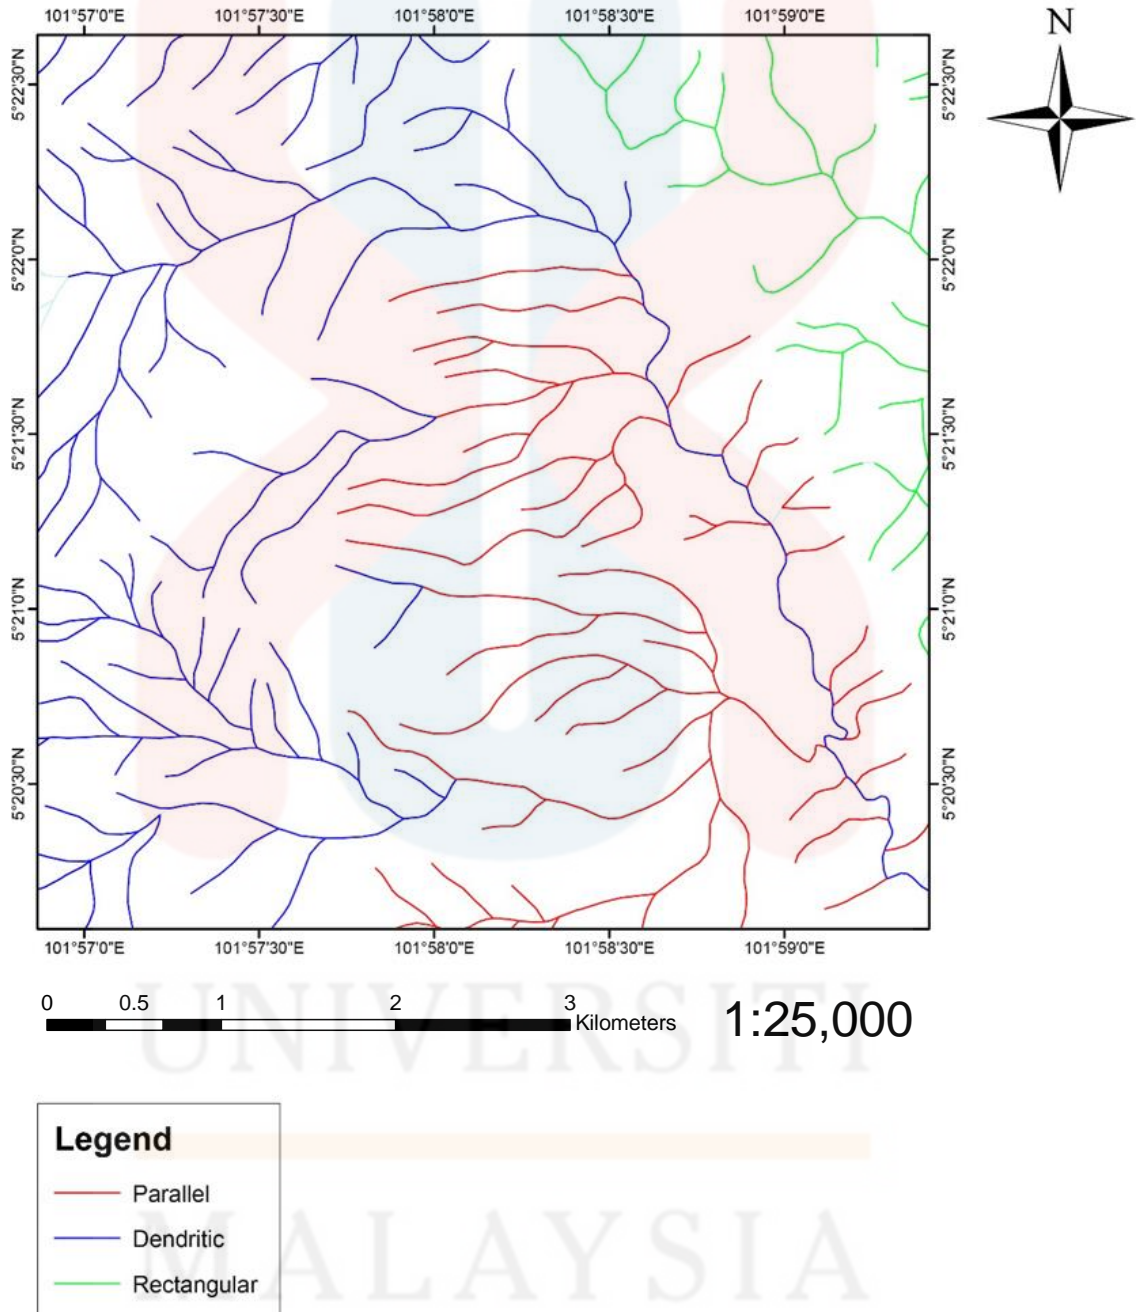 101°57'0"E 101°57'30"E 101°58'0"E 101°58'30"E 101°59'0"E
N
5°22'30"N 5°22'30"N
5°22'0"N 5°22'0"N
5°21'30"N 5°21'30"N
5°21'0"N 5°21'0"N
5°20'30"N 5°20'30"N
101°57'0"E 101°57'30"E 101°58'0"E 101°58'30"E 101°59'0"E
0 0.5 1 2 3
Kilometers
1:25,000
UNIVERSITI
Legend
Parallel
MALAYSIA
Dendritic
Rectangular